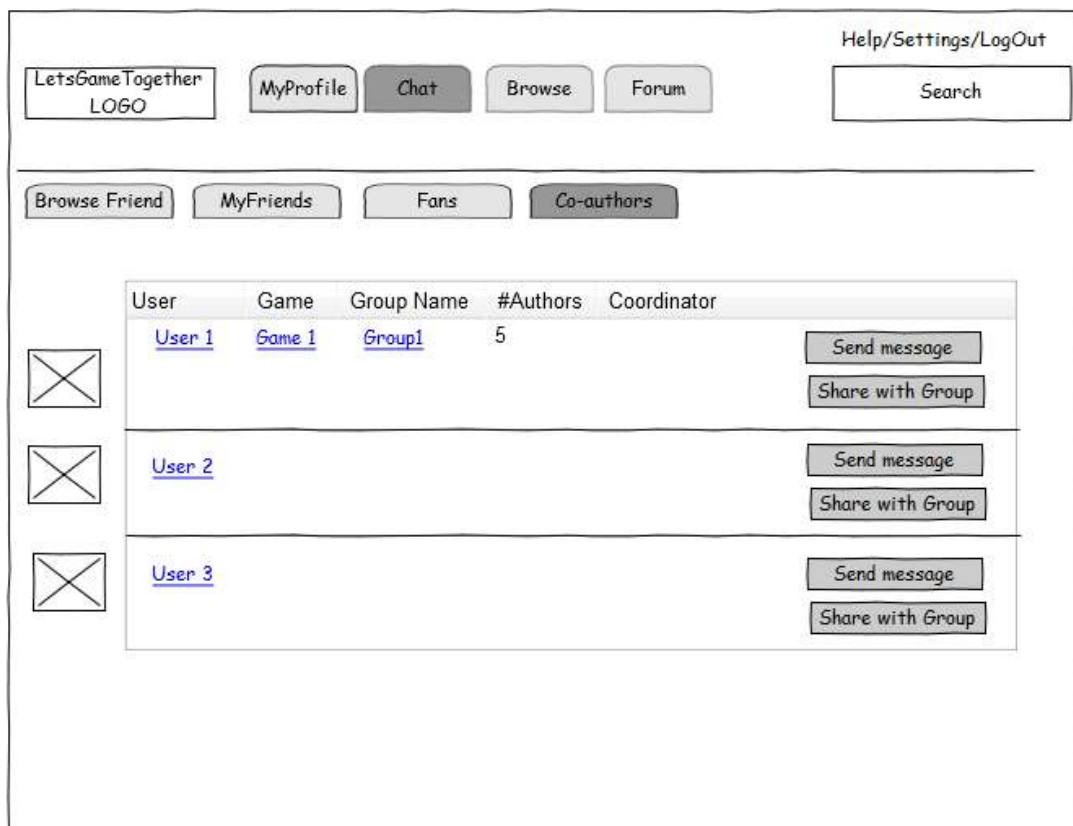 Help/Settings/LogOut
LetsGameTogether
LOGO
MyProfile Chat Browse Forum
Search
Browse Friend MyFriends Fans Co-authors
User Game Group Name #Authors Coordinator
User 1 Game 1 Group1 5
Send message
Share with Group
User 2
Send message
Share with Group
User 3
Send message
Share with Group